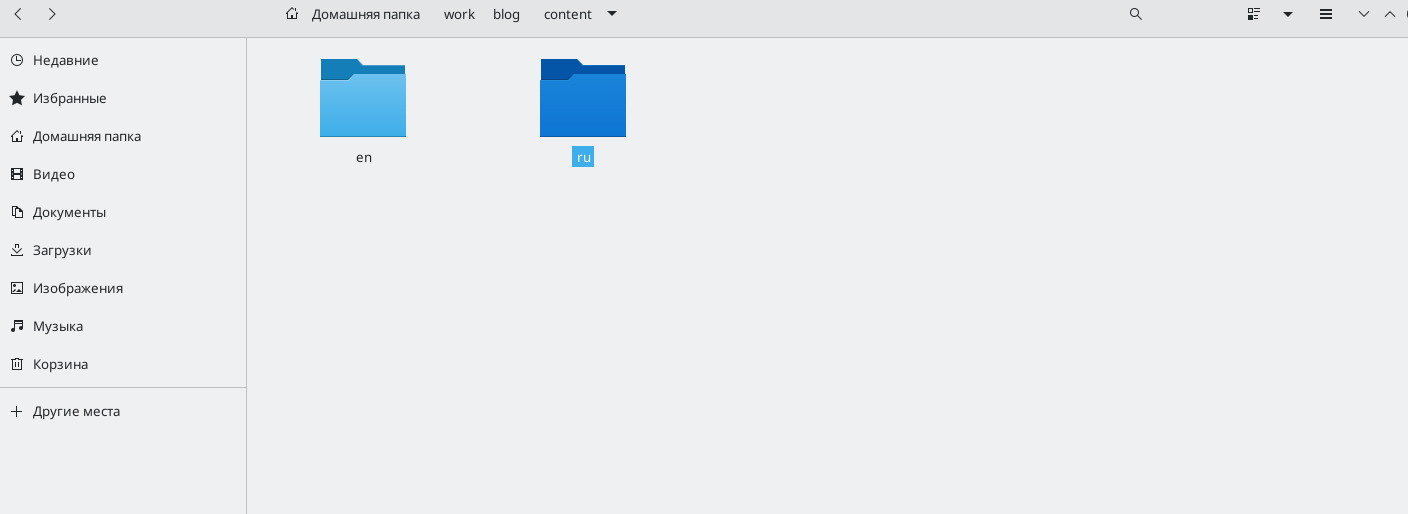 Домашняя папка work blog content
Недавние
Избранные
Домашняя папка
Видео
Документы
Загрузки
Изображения
Музыка
Корзина
Другие места
en
ru